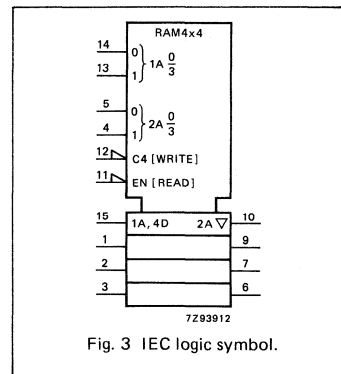 RAM4x4
14 0
13 1 } 1A 0/3
5 0
4 1 } 2A 0/3
12 C4 [WRITE]
11 EN [READ]
15 1A, 4D 2A ▽ 10
1 9
2 7
3 6
7Z93912
Fig. 3 IEC logic symbol.